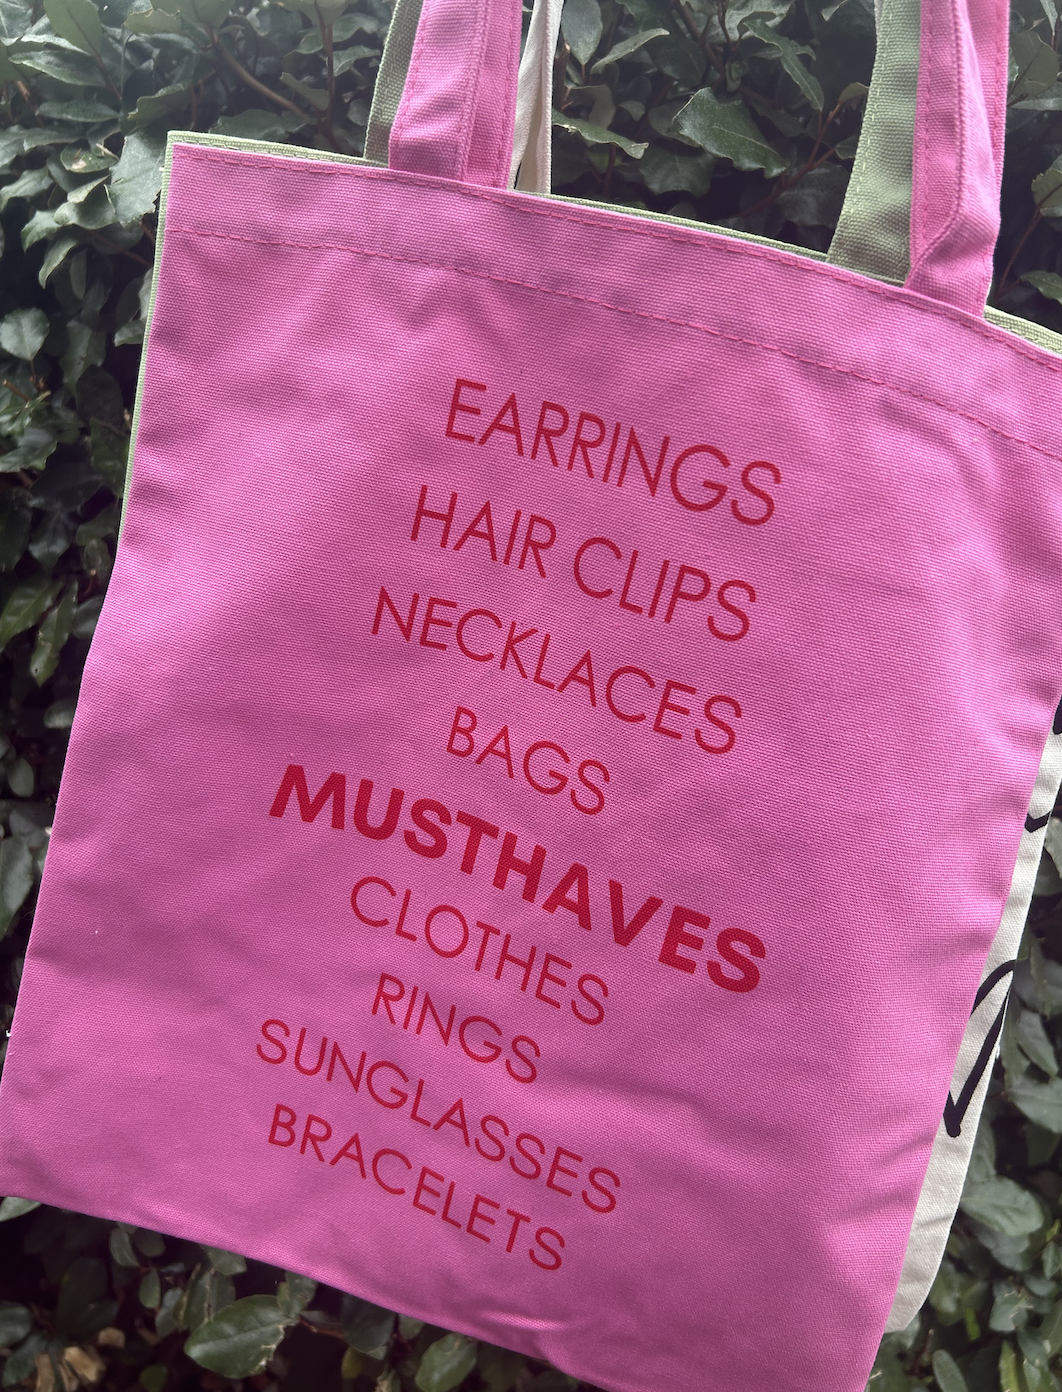 EARRINGS
HAIR CLIPS
NECKLACES
BAGS
MUSTHAVES
CLOTHES
RINGS
SUNGLASSES
BRACELETS